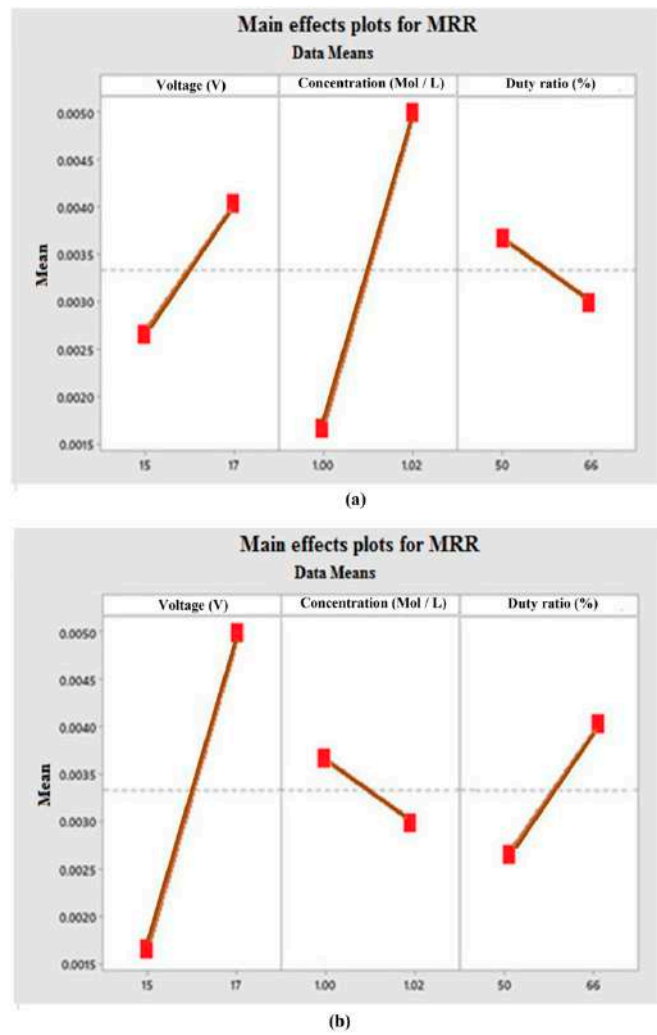 Main effects plots for MRR
Data Means
Voltage (V) Concentration (Mol / L) Duty ratio (%)
Mean
0.0050
0.0045
0.0040
0.0035
0.0030
0.0025
0.0020
0.0015
15 17 1.00 1.02 50 66
(a)
Main effects plots for MRR
Data Means
Voltage (V) Concentration (Mol / L) Duty ratio (%)
Mean
0.0050
0.0045
0.0040
0.0035
0.0030
0.0025
0.0020
0.0015
15 17 1.00 1.02 50 66
(b)